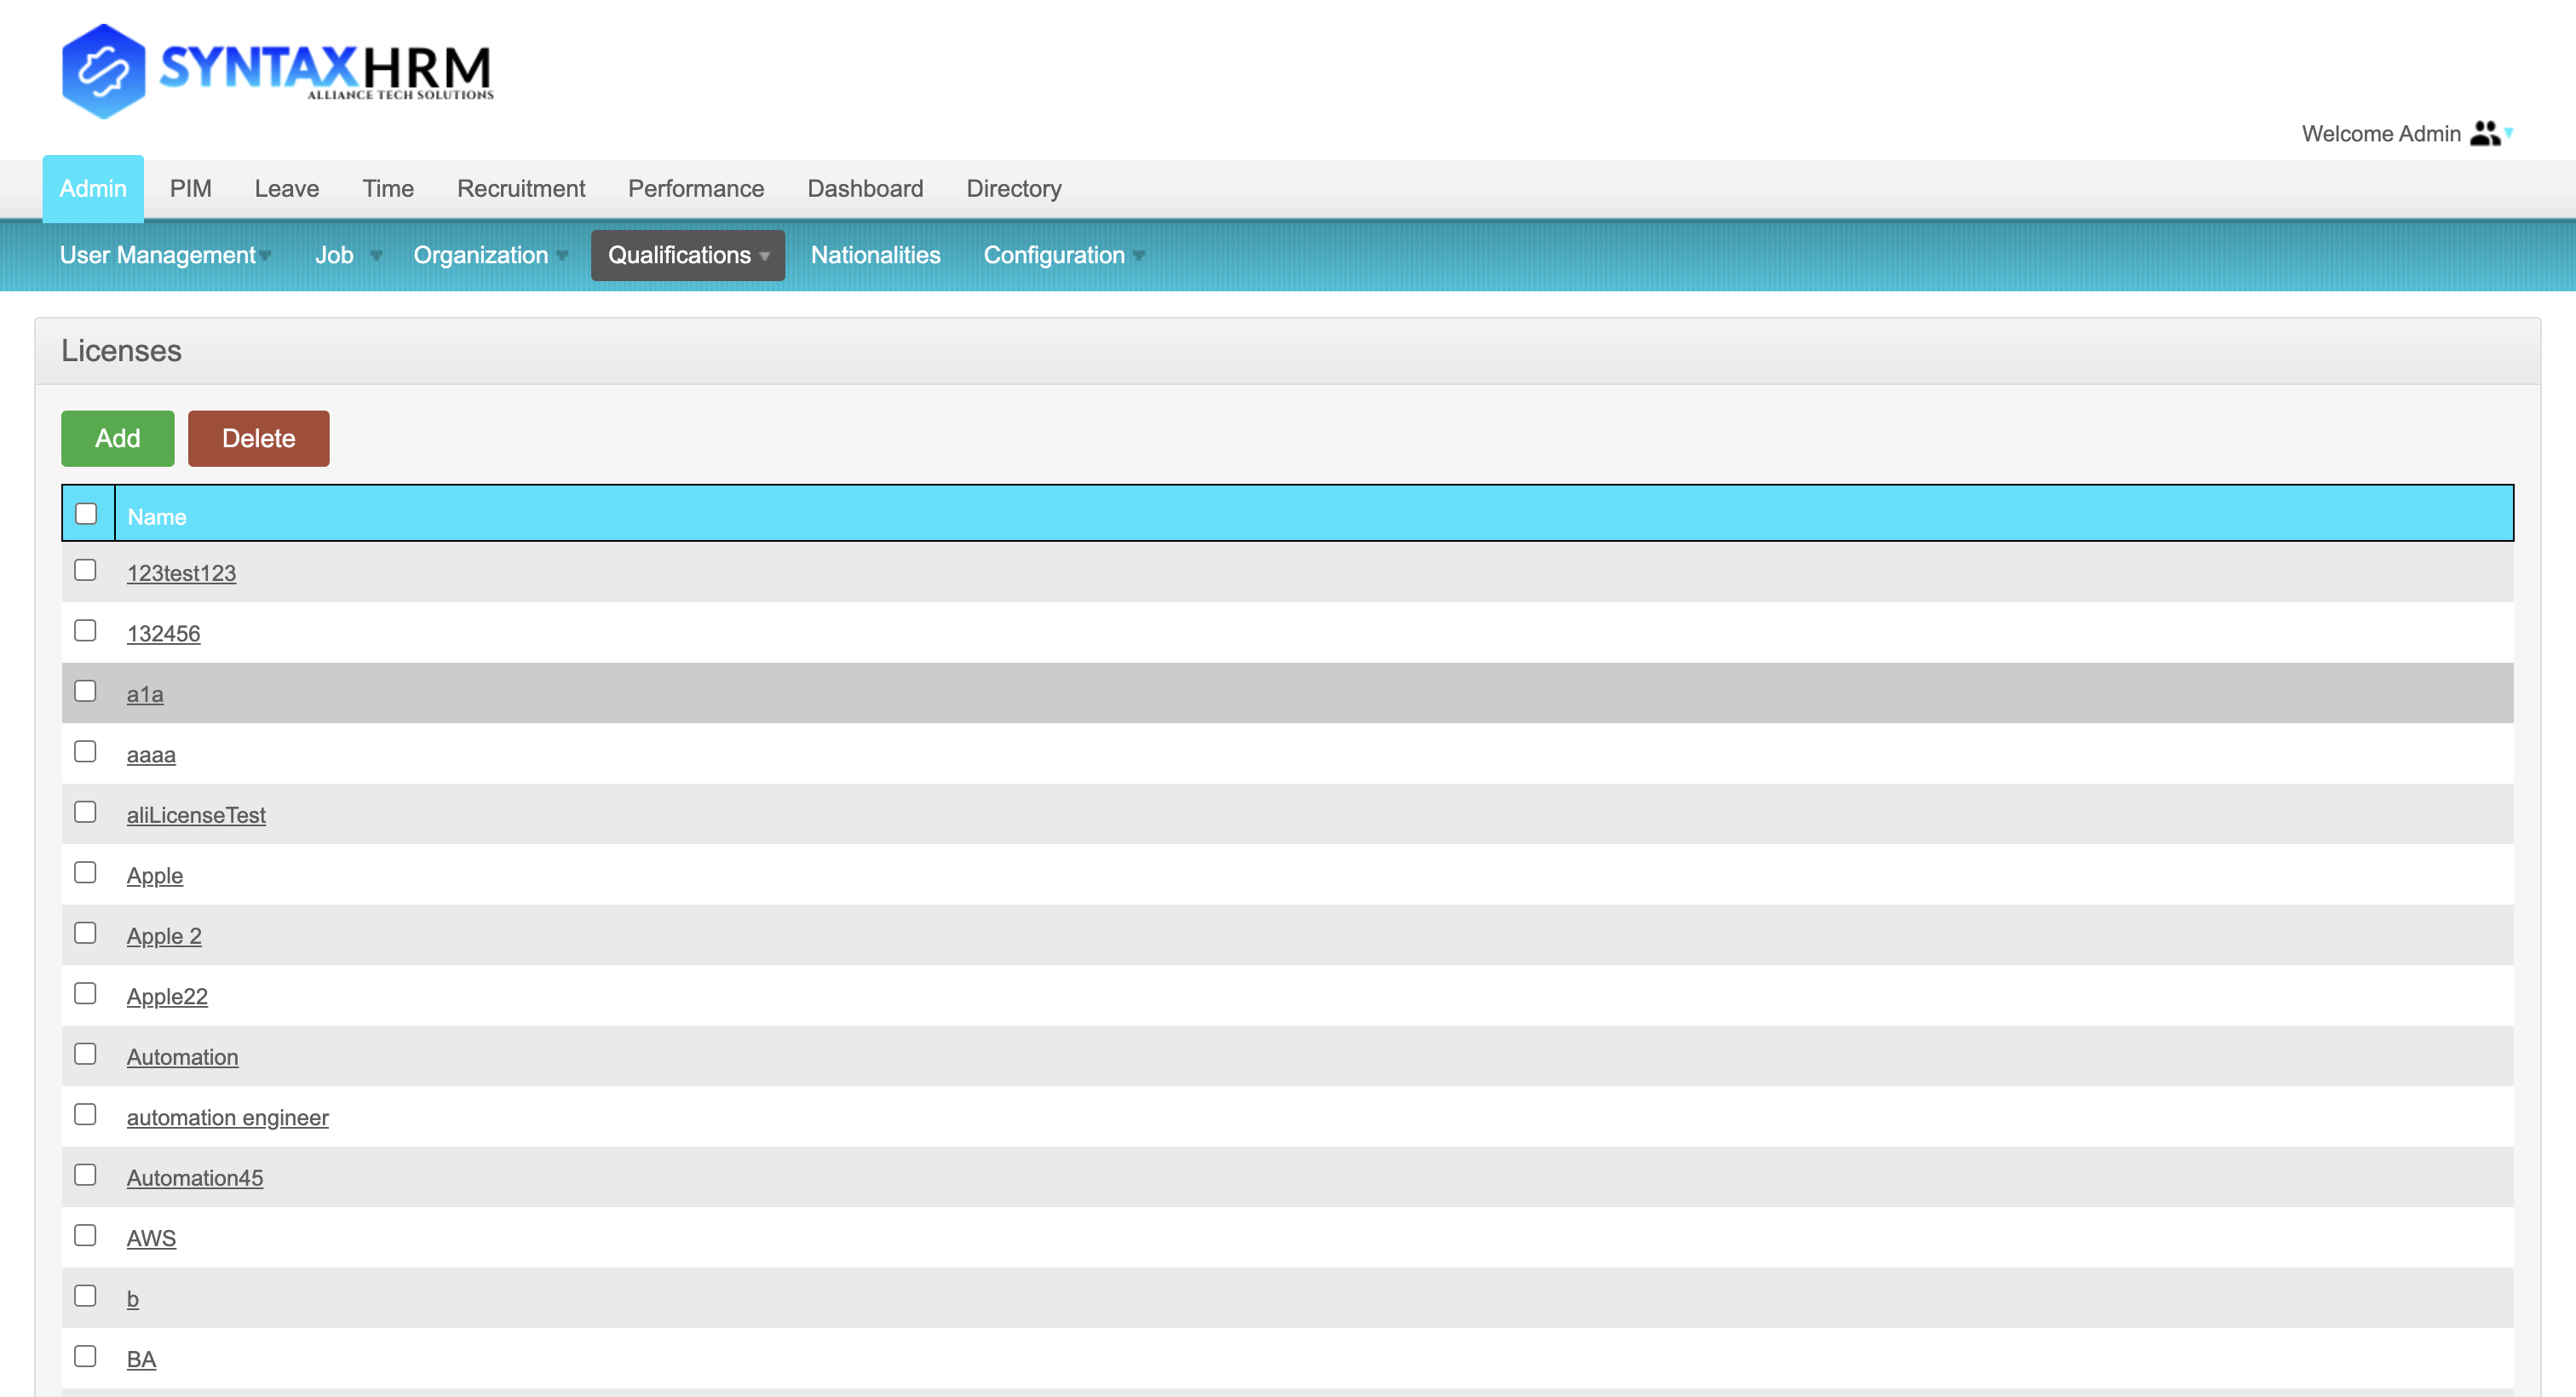 SYNTAXHRM
ALLIANCE TECH SOLUTIONS
Welcome Admin
Admin PIM Leave Time Recruitment Performance Dashboard Directory
User Management Job Organization Qualifications Nationalities Configuration
Licenses
Add Delete
Name
123test123
132456
a1a
aaaa
aliLicenseTest
Apple
Apple 2
Apple22
Automation
automation engineer
Automation45
AWS
b
BA